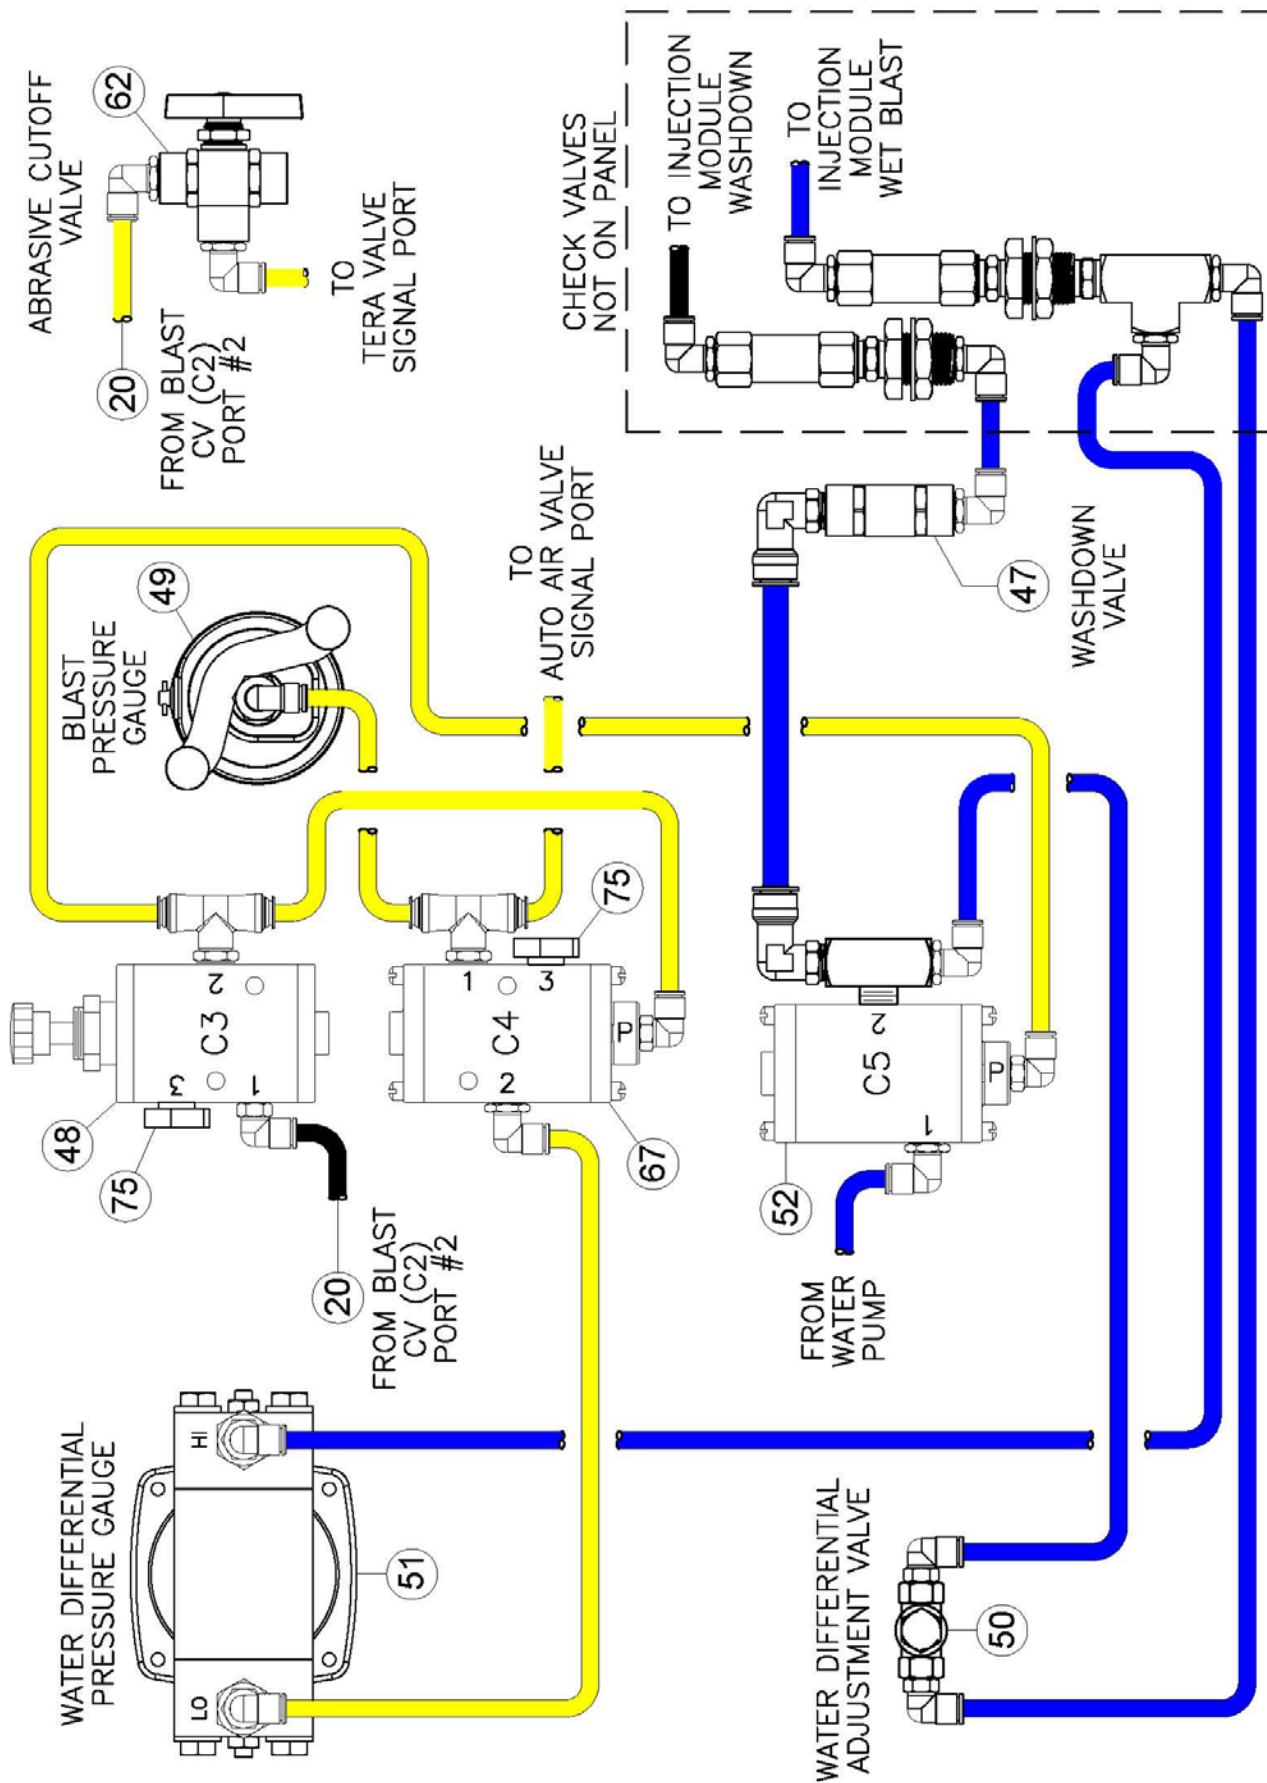 WATER DIFFERENTIAL
PRESSURE GAUGE
LO
HI
51
48
75
C3
3
1
2
20
FROM BLAST
CV (C2)
PORT #2
BLAST
PRESSURE
GAUGE
49
ABRASIVE CUTOFF
VALVE
62
20
FROM BLAST
CV (C2)
PORT #2
TO
TERA VALVE
SIGNAL PORT
C4
1
2
3
P
75
67
TO
AUTO AIR VALVE
SIGNAL PORT
CHECK VALVES
NOT ON PANEL
TO INJECTION
MODULE
WASHDOWN
TO
INJECTION
MODULE
WET BLAST
FROM
WATER
PUMP
52
C5
1
2
P
47
WASHDOWN
VALVE
WATER DIFFERENTIAL
ADJUSTMENT VALVE
50